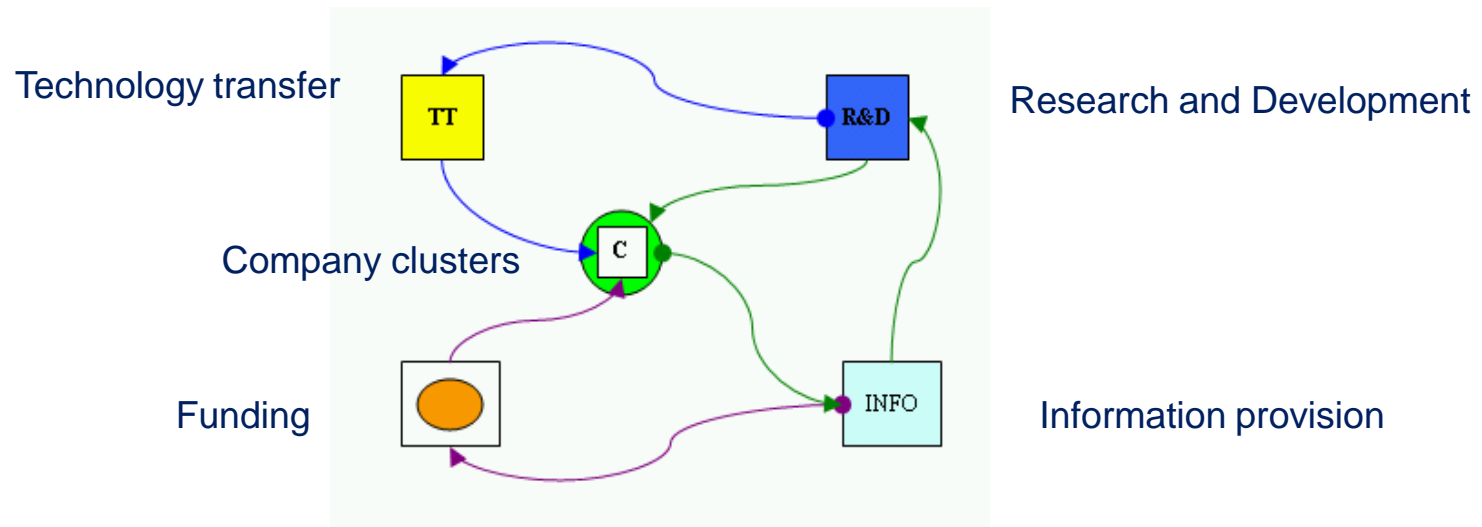 Technology transfer
TT
R&D
Research and Development
Company clusters
C
Funding
INFO
Information provision